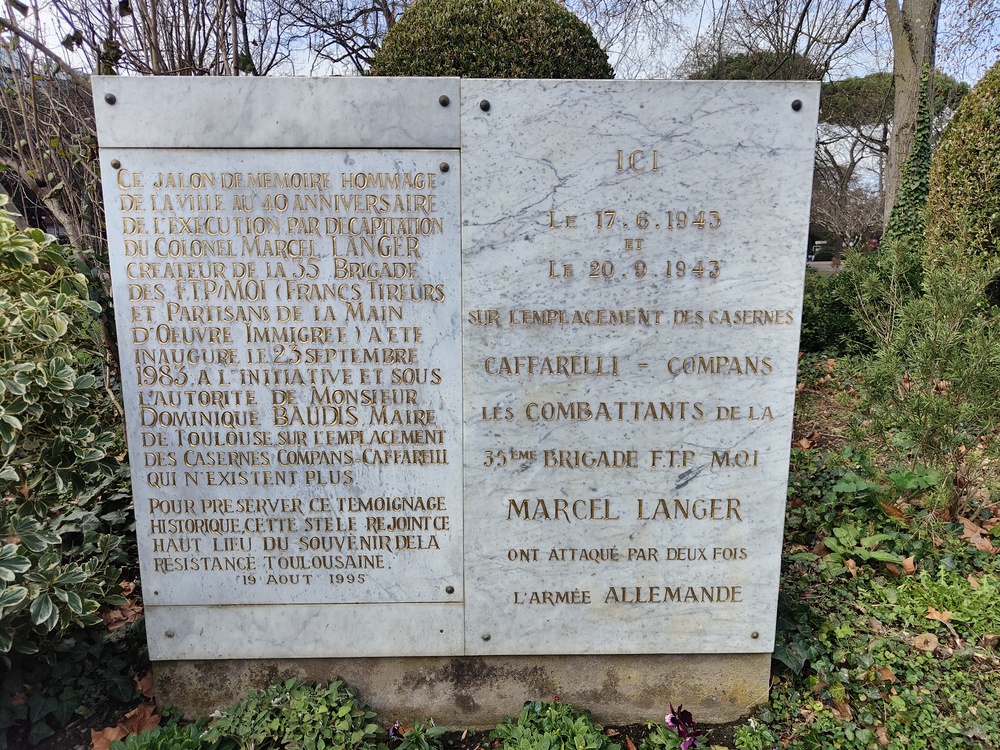 CE JALON DE MEMOIRE HOMMAGE
DE LA VILLE AU 40 ANNIVERSAIRE
DE L'EXECUTION PAR DECAPITATION
DU COLONEL MARCEL LANGER
CREATEUR DE LA 35 BRIGADE
DES F.T.P/MOI (FRANCS TIREURS
ET PARTISANS DE LA MAIN
D'OEUVRE IMMIGREE) A ETE
INAUGURE LE 23 SEPTEMBRE
1983, A L'INITIATIVE ET SOUS
L'AUTORITE DE MONSIEUR
DOMINIQUE BAUDIS MAIRE
DE TOULOUSE, SUR L'EMPLACEMENT
DES CASERNES COMPANS-CAFFARELLI
QUI N'EXISTENT PLUS.
POUR PRESERVER CE TEMOIGNAGE
HISTORIQUE, CETTE STELE REJOINT CE
HAUT LIEU DU SOUVENIR DE LA
RESISTANCE TOULOUSAINE.
19 AOUT 1995
ICI
LE 17.6.1943
ET
LE 20.9.1943
SUR L'EMPLACEMENT DES CASERNES
CAFFARELLI - COMPANS
LES COMBATTANTS DE LA
35ÈME BRIGADE F.T.P. M.O.I
MARCEL LANGER
ONT ATTAQUÉ PAR DEUX FOIS
L'ARMÉE ALLEMANDE